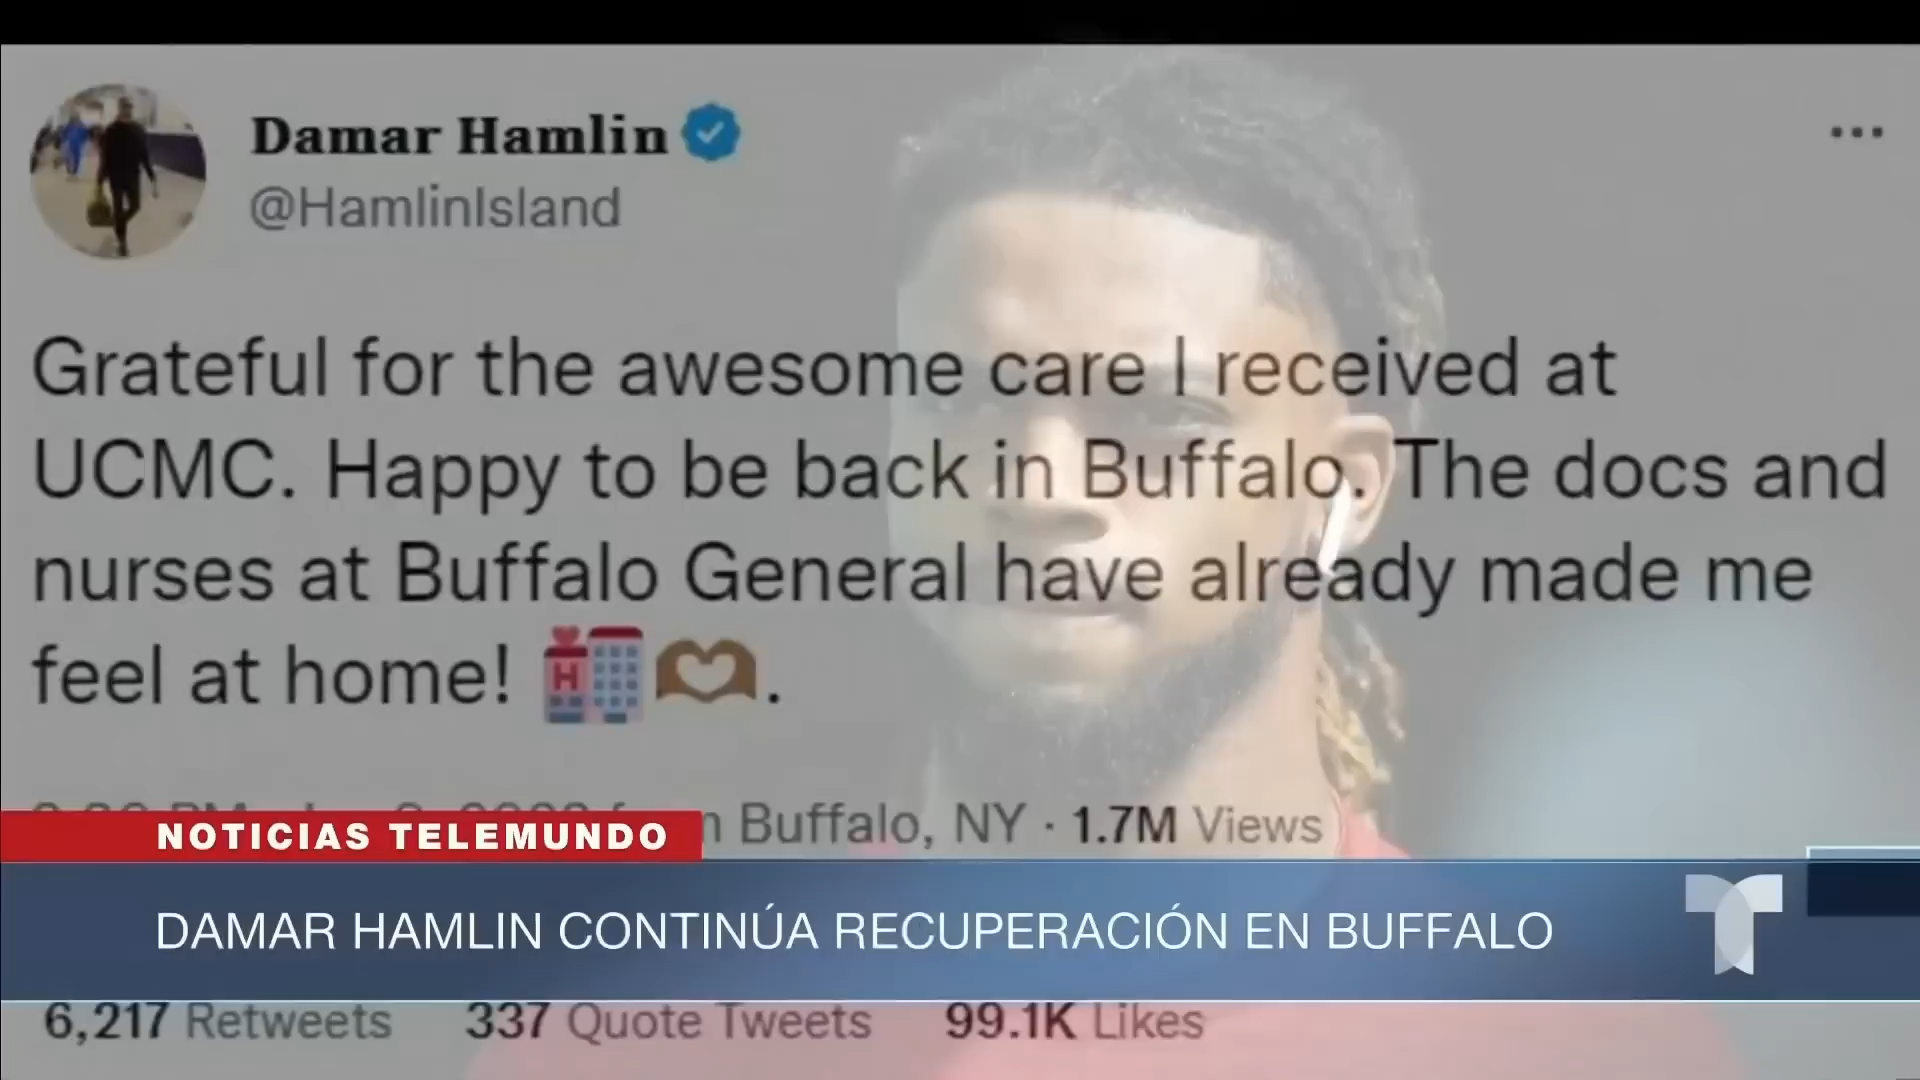 Damar Hamlin
@HamlinIsland
Grateful for the awesome care I received at
UCMC. Happy to be back in Buffalo. The docs and
nurses at Buffalo General have already made me
feel at home! 🏥🫶🏾.
Buffalo, NY · 1.7M Views
NOTICIAS TELEMUNDO
DAMAR HAMLIN CONTINÚA RECUPERACIÓN EN BUFFALO
6,217 Retweets 337 Quote Tweets 99.1K Likes